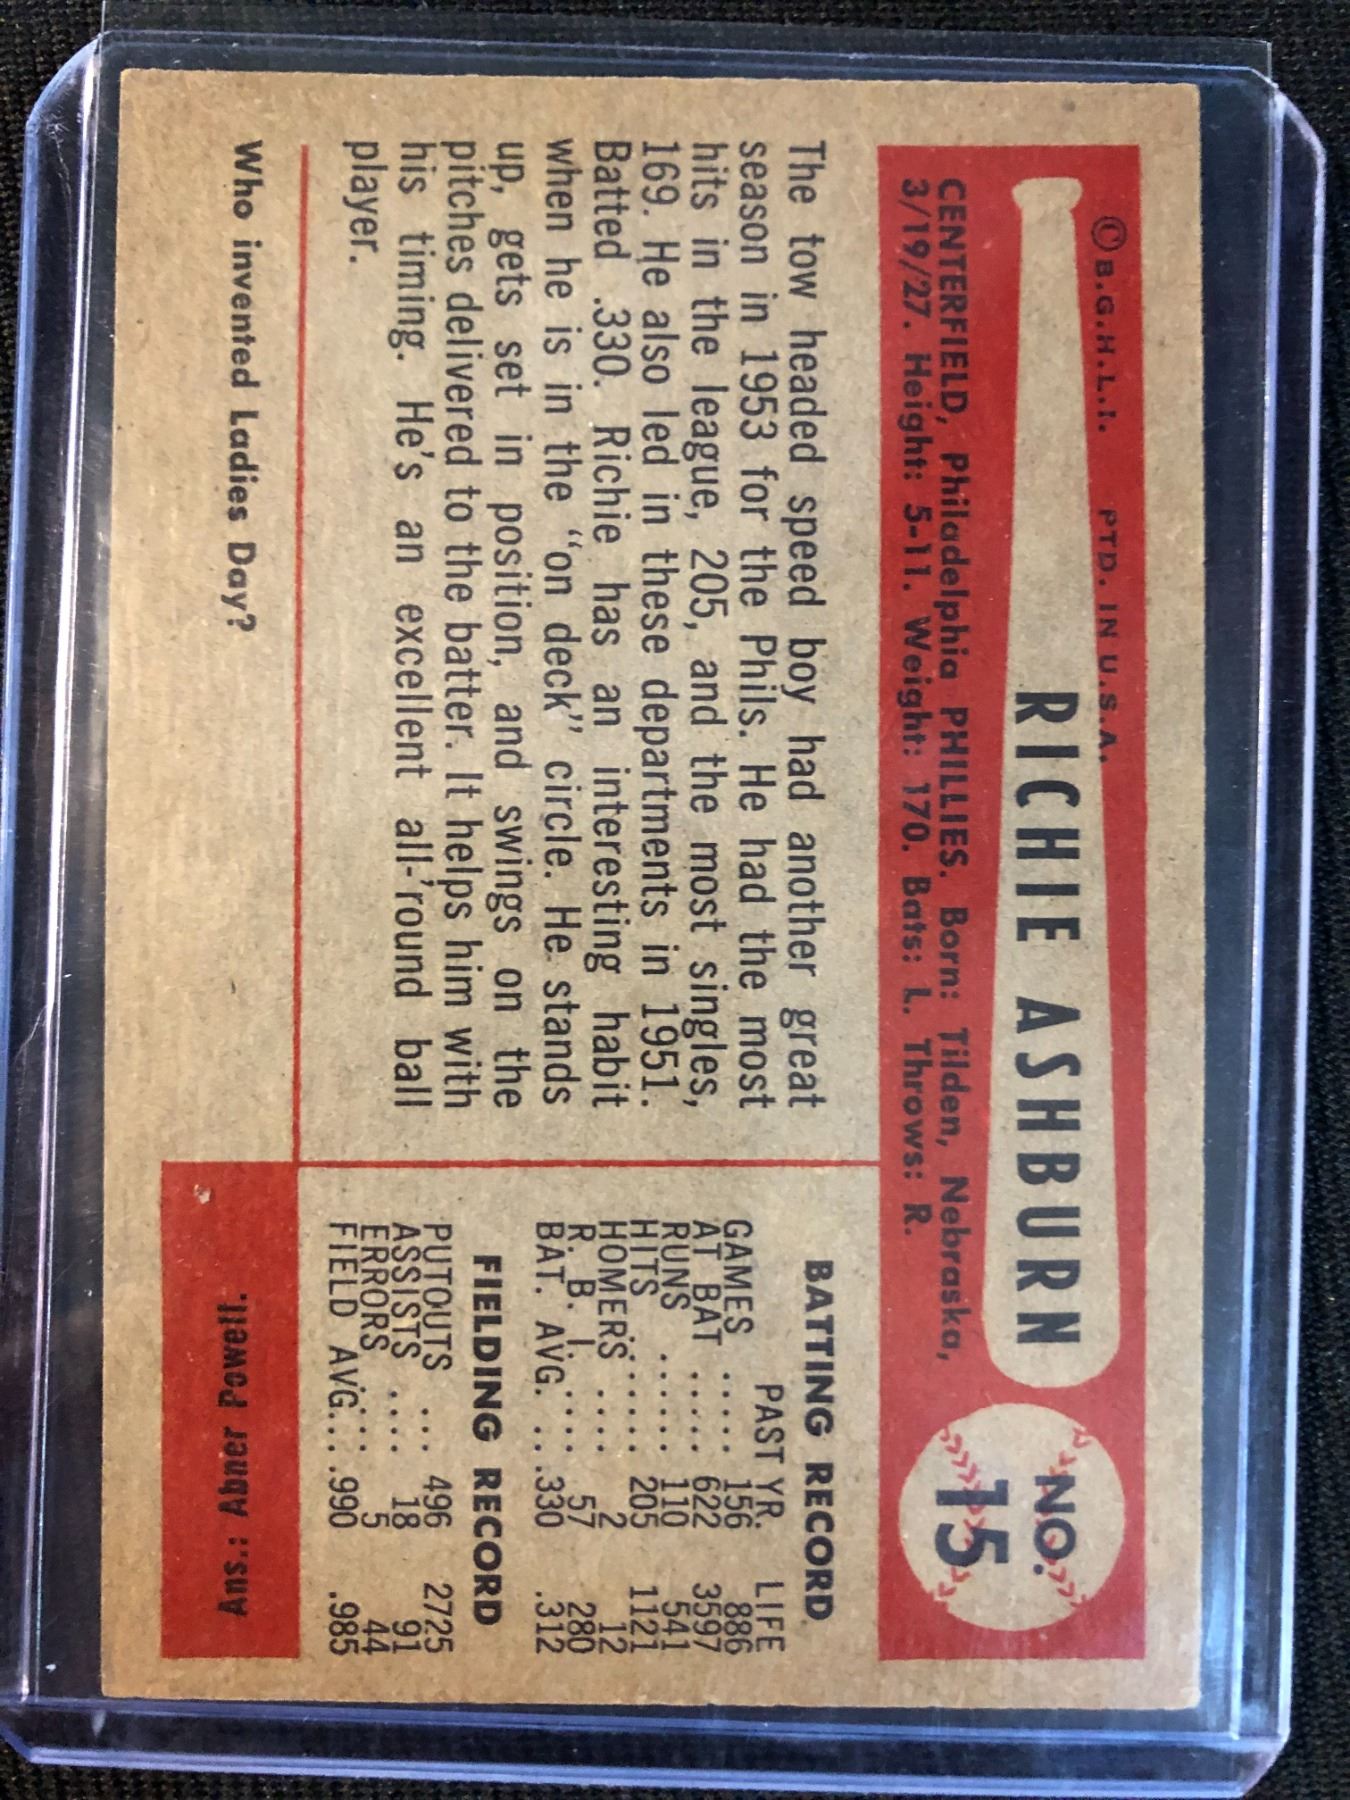 © B.G.H.L.I. PTD. IN U.S.A.
RICHIE ASHBURN
NO. 15
CENTERFIELD, Philadelphia PHILLIES. Born: Tilden, Nebraska,
3/19/27. Height: 5-11. Weight: 170. Bats: L. Throws: R.
The tow headed speed boy had another great
season in 1953 for the Phils. He had the most
hits in the league, 205, and the most singles,
169. He also led in these departments in 1951.
Batted .330. Richie has an interesting habit
when he is in the "on deck" circle. He stands
up, gets set in position, and swings on the
pitches delivered to the batter. It helps him with
his timing. He's an excellent all-'round ball
player.
BATTING RECORD
PAST YR. LIFE
GAMES ..... 156 886
AT BAT ..... 622 3597
RUNS ...... 110 541
HITS ...... 205 1121
HOMERS .... 2 12
R. B. I. .... 57 280
BAT. AVG. ...330 .312
FIELDING RECORD
PUTOUTS ... 496 2725
ASSISTS .... 18 91
ERRORS .... 5 44
FIELD AVG...990 .985
Who invented Ladies Day?
Ans.: Abner Powell.